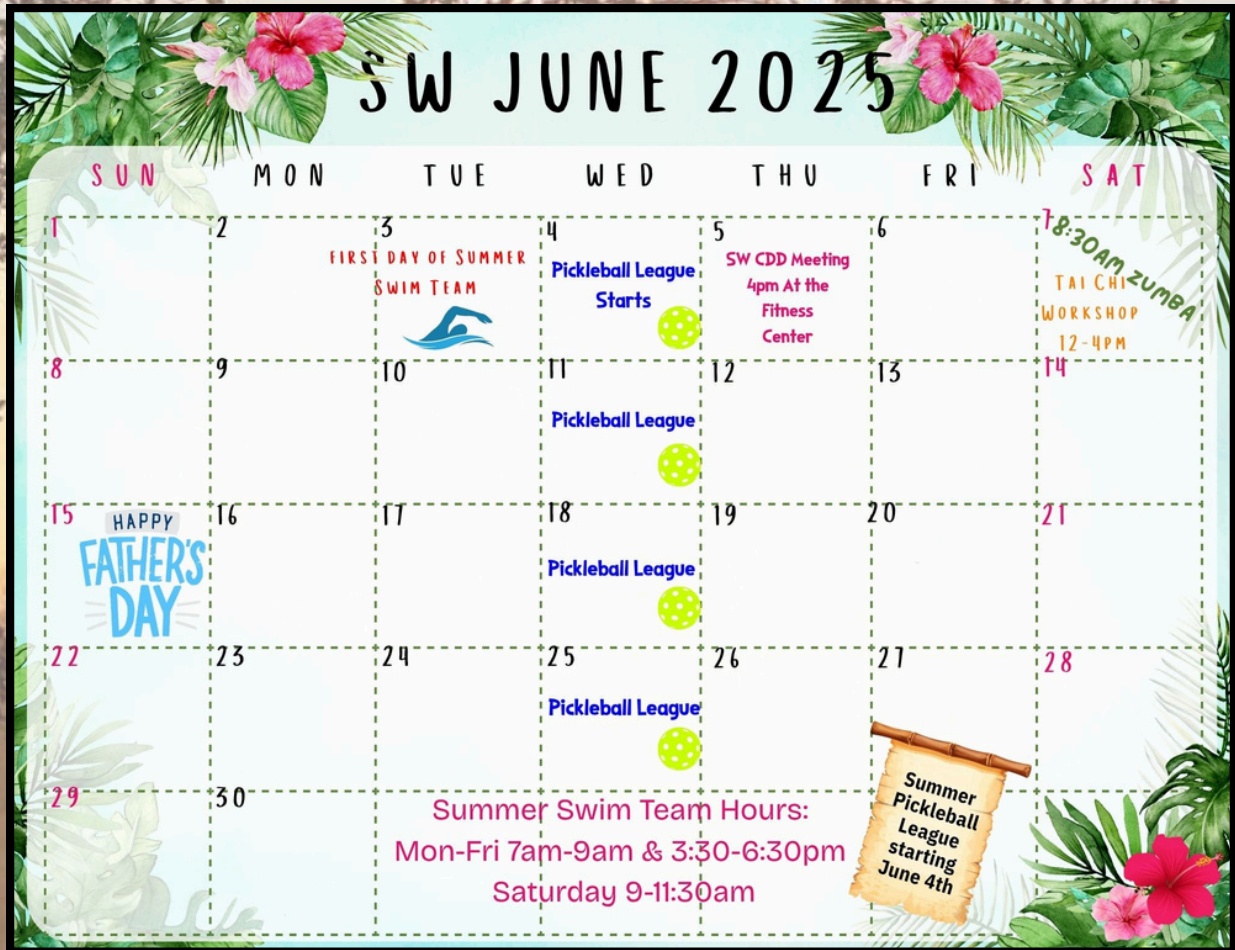 SW JUNE 2025
SUN MON TUE WED THU FRI SAT
1 2 3 4 5 6 7
FIRST DAY OF SUMMER
SWIM TEAM
Pickleball League
Starts
SW CDD Meeting
4pm At the
Fitness
Center
8:30AM ZUMBA
TAI CHI
WORKSHOP
12-4PM
8 9 10 11 12 13 14
Pickleball League
15 16 17 18 19 20 21
HAPPY
FATHER'S
DAY
Pickleball League
22 23 24 25 26 27 28
Pickleball League
29 30
Summer Swim Team Hours:
Mon-Fri 7am-9am & 3:30-6:30pm
Saturday 9-11:30am
Summer
Pickleball
League
starting
June 4th